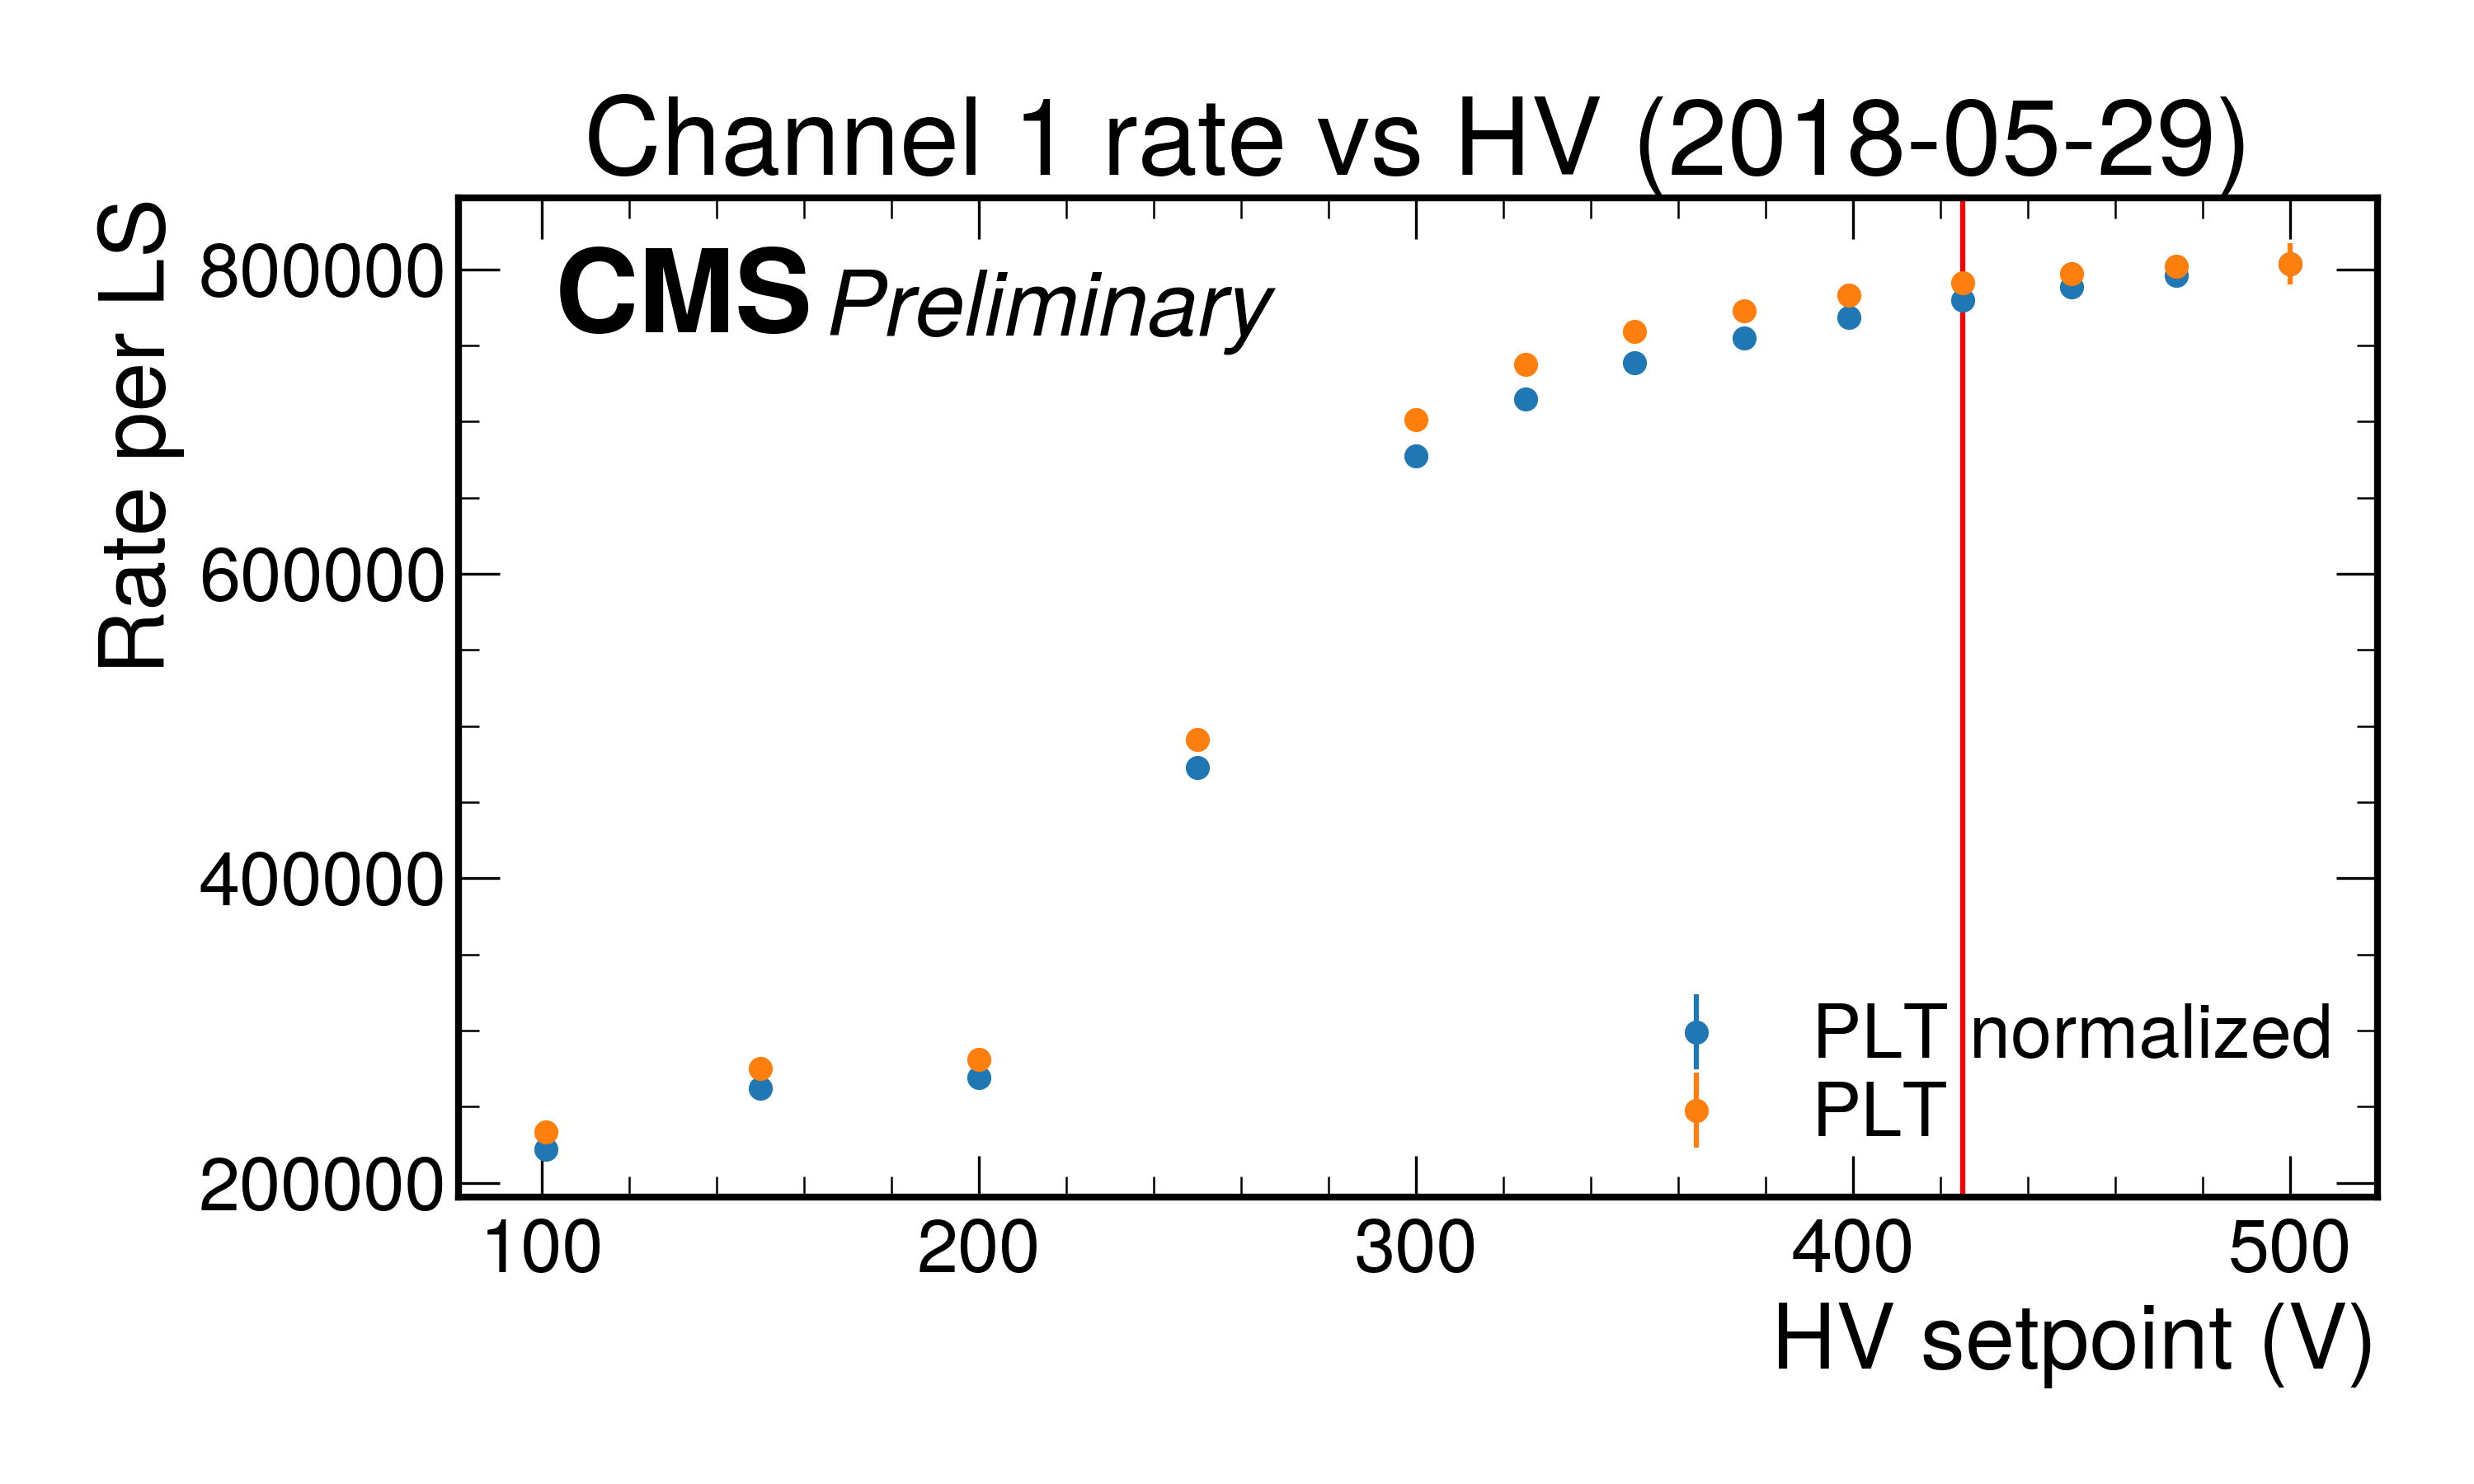 Channel 1 rate vs HV (2018-05-29)
CMS Preliminary
Rate per LS
800000
600000
400000
200000
PLT normalized
PLT
100 200 300 400 500
HV setpoint (V)